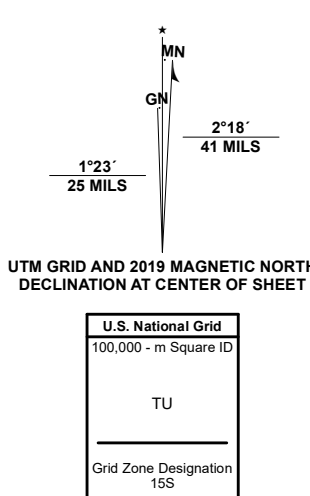 MN
GN
2°18´
41 MILS
1°23´
25 MILS
UTM GRID AND 2019 MAGNETIC NORTH
DECLINATION AT CENTER OF SHEET
U.S. National Grid
100,000 - m Square ID
TU
Grid Zone Designation
15S